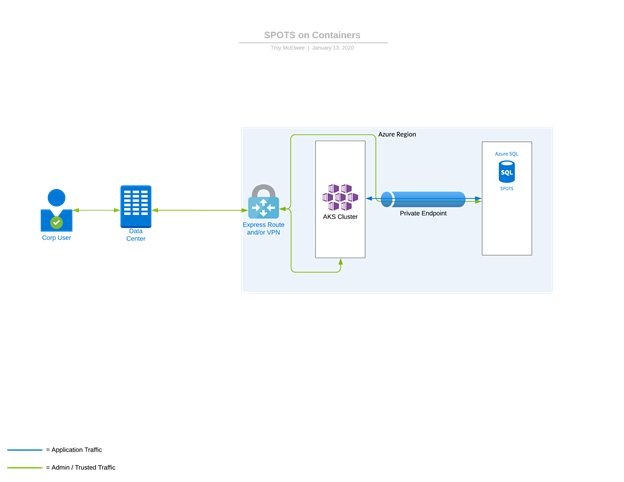 SPOTS on Containers
Troy McElwee | January 13, 2020
Azure Region
Azure SQL
SQL
SPOTS
AKS Cluster
Private Endpoint
Express Route
and/or VPN
Data
Center
Corp User
= Application Traffic
= Admin / Trusted Traffic